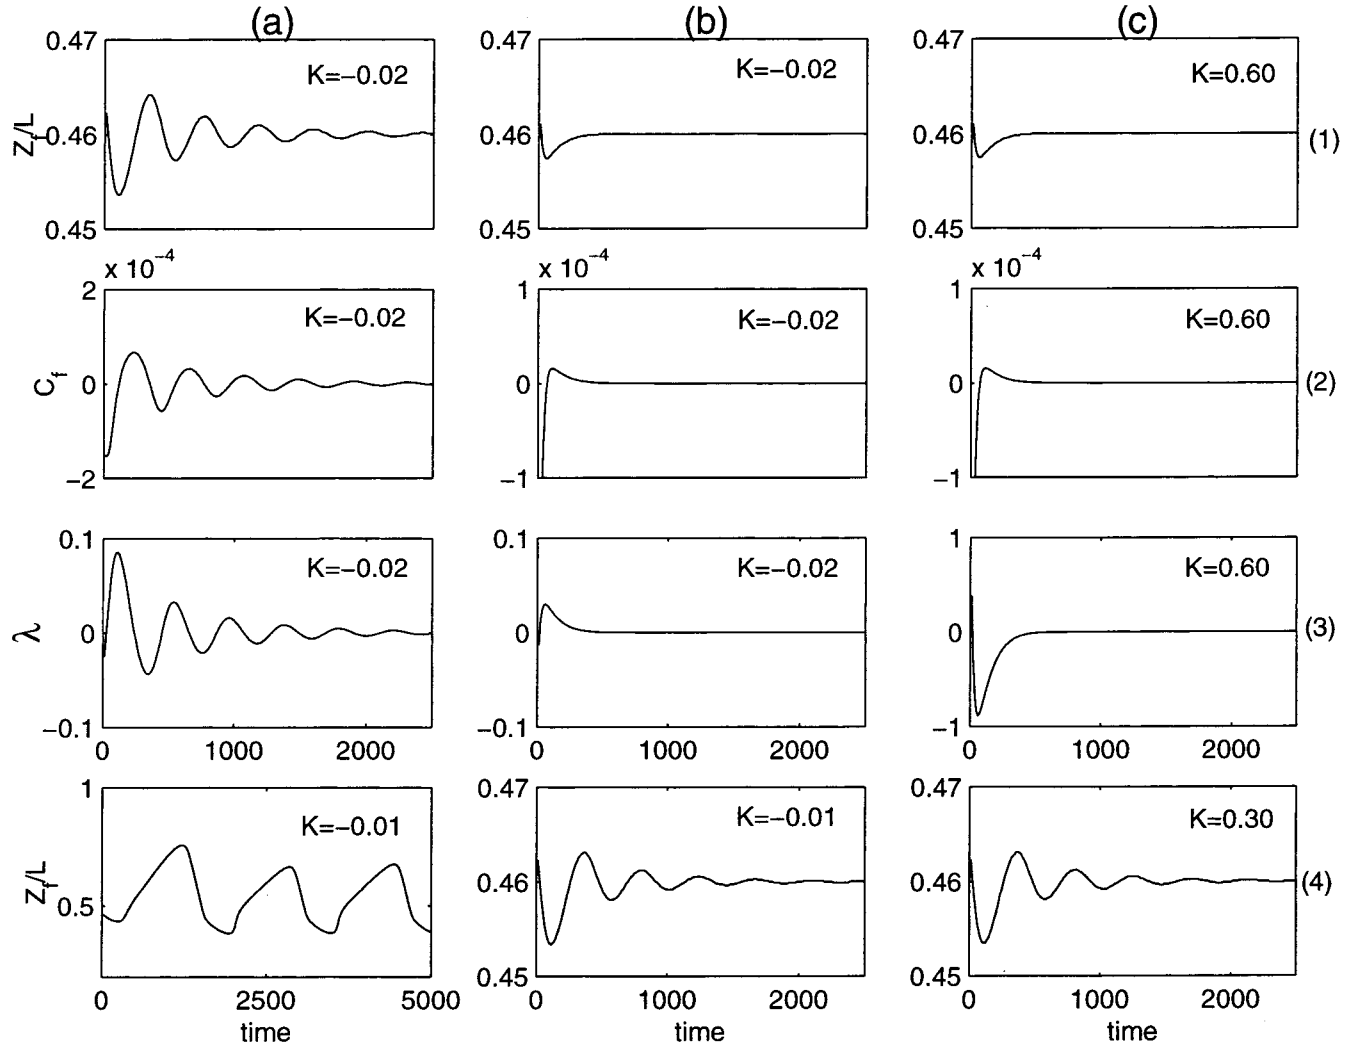 (a) (b) (c)
0.47 0.47 0.47
K=−0.02 K=−0.02 K=0.60
Zf/L 0.46 0.46 0.46 (1)
0.45 0.45 0.45
x 10−4 x 10−4 x 10−4
2 1 1
K=−0.02 K=−0.02 K=0.60
Cf 0 0 0 (2)
−2 −1 −1
0.1 0.1 1
K=−0.02 K=−0.02 K=0.60
λ 0 0 0 (3)
−0.1 −0.1 −1
0 1000 2000 0 1000 2000 0 1000 2000
1 0.47 0.47
K=−0.01 K=−0.01 K=0.30
Zf/L 0.5 0.46 0.46 (4)
0.45 0.45
0 2500 5000 0 1000 2000 0 1000 2000
time time time